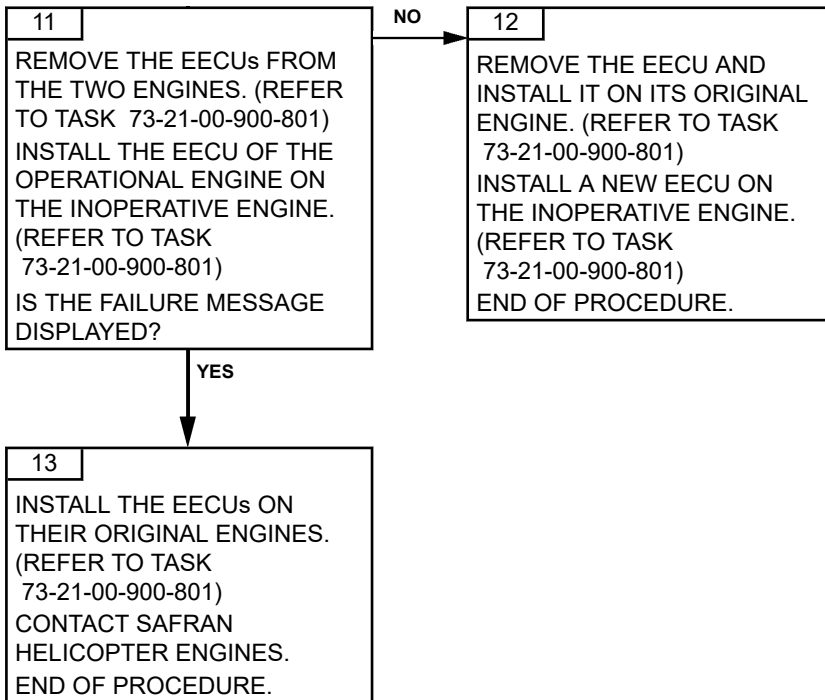 11
REMOVE THE EECUs FROM
THE TWO ENGINES. (REFER
TO TASK 73-21-00-900-801)
INSTALL THE EECU OF THE
OPERATIONAL ENGINE ON
THE INOPERATIVE ENGINE.
(REFER TO TASK
73-21-00-900-801)
IS THE FAILURE MESSAGE
DISPLAYED?
NO
12
REMOVE THE EECU AND
INSTALL IT ON ITS ORIGINAL
ENGINE. (REFER TO TASK
73-21-00-900-801)
INSTALL A NEW EECU ON
THE INOPERATIVE ENGINE.
(REFER TO TASK
73-21-00-900-801)
END OF PROCEDURE.
YES
13
INSTALL THE EECUs ON
THEIR ORIGINAL ENGINES.
(REFER TO TASK
73-21-00-900-801)
CONTACT SAFRAN
HELICOPTER ENGINES.
END OF PROCEDURE.